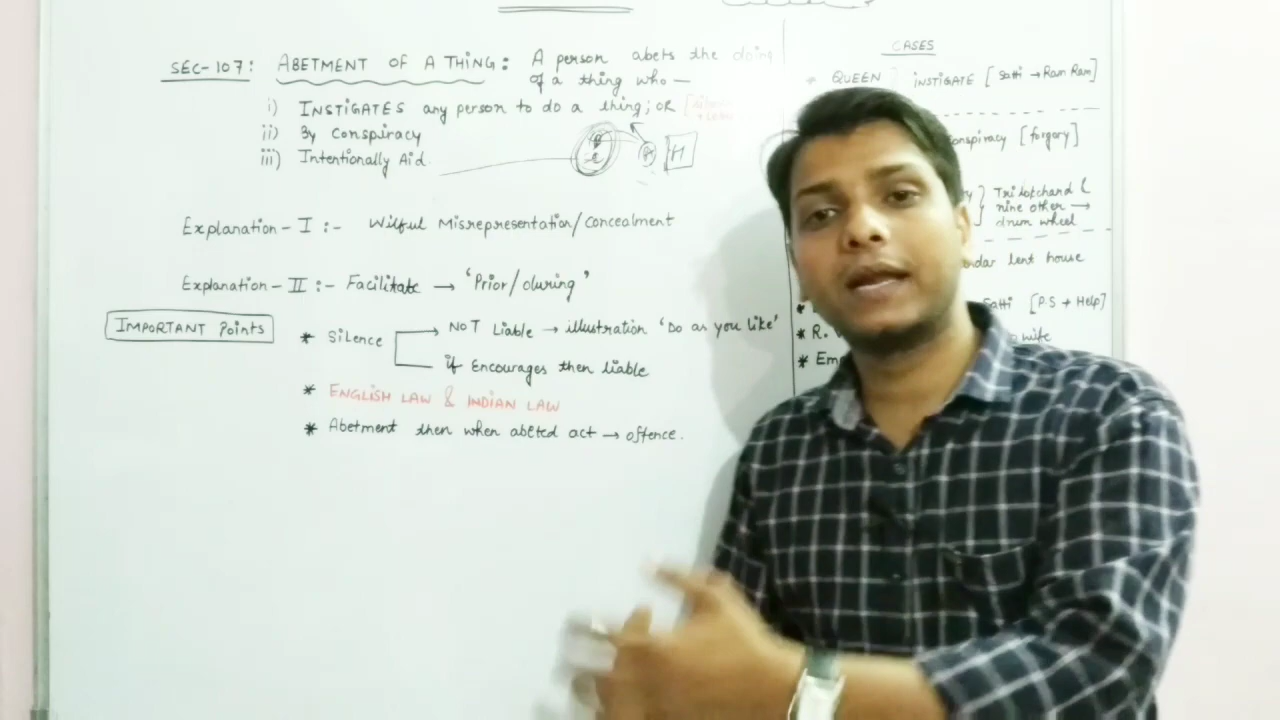 SEC-107: ABETMENT OF A THING: A person abets the doing
of a thing who —
i) INSTIGATES any person to do a thing; OR
ii) By Conspiracy
iii) Intentionally Aid
H
Explanation - I :- Wilful Misrepresentation/Concealment
Explanation - II :- Facilitate → 'Prior/during'
IMPORTANT Points
* Silence
NOT Liable → illustration 'Do as you like'
if Encourages then liable
* ENGLISH LAW & INDIAN LAW
* Abetment then when abeted act → offence.
CASES
* QUEEN ] INSTIGATE [Satti → Ram Ram]
onspiracy [forgary]
Trilokchand &
nine other →
drum wheel
lent house
Satti [P.S + Help]
* R.
wife
* Em